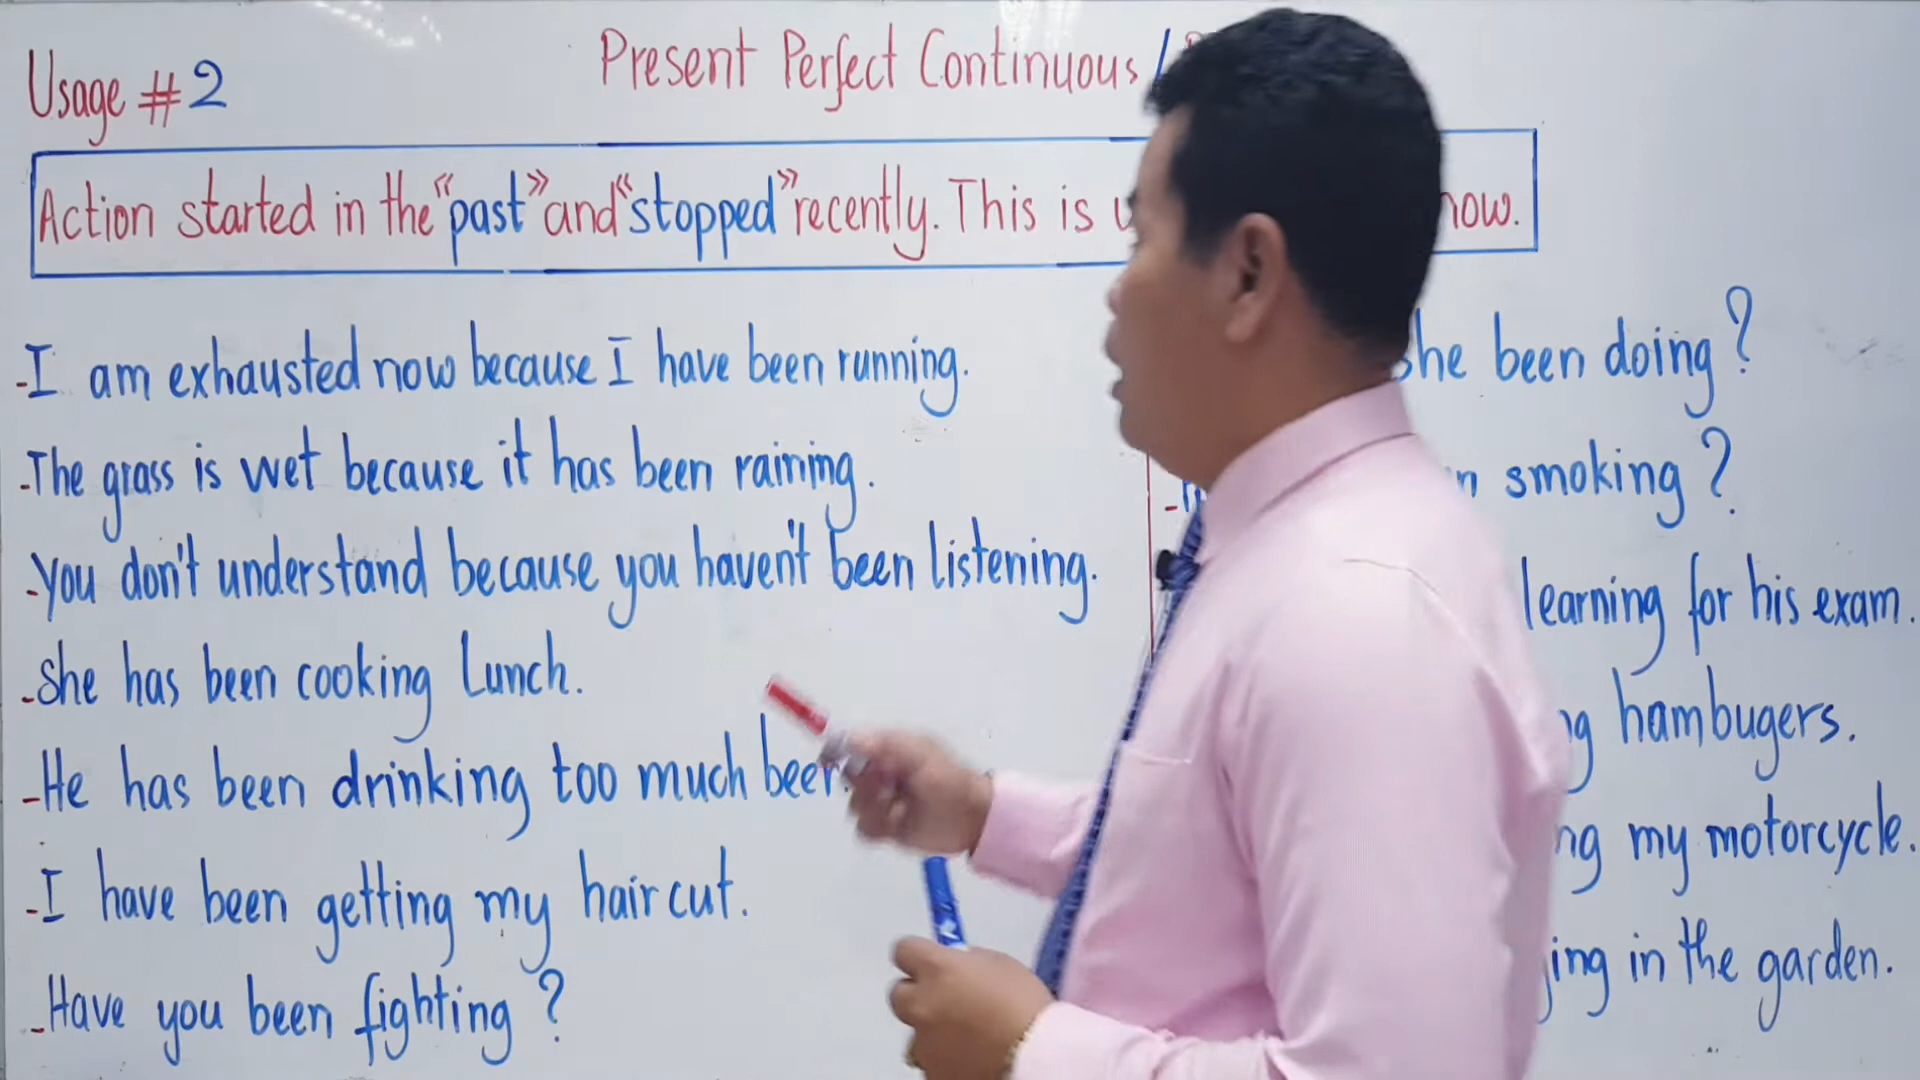 Usage #2
Present Perfect Continuous /
Action started in the "past" and "stopped" recently. This is now.
-I am exhausted now because I have been running.
-The grass is wet because it has been raining.
-You don't understand because you haven't been listening.
-She has been cooking Lunch.
-He has been drinking too much beer.
-I have been getting my hair cut.
-Have you been fighting?
she been doing?
smoking?
learning for his exam.
hambugers.
my motorcycle.
in the garden.